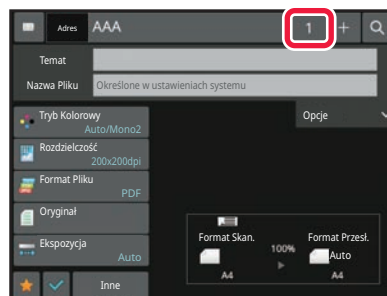 Adres AAA 1 +
Temat
Nazwa Pliku Określone w ustawieniach systemu
Tryb Kolorowy
Auto/Mono2
Opcje
Rozdzielczość
200x200dpi
Format Pliku
PDF
Oryginał
Ekspozycja
Auto
Format Skan. 100% Format Przesł.
Auto
A4 A4
Inne